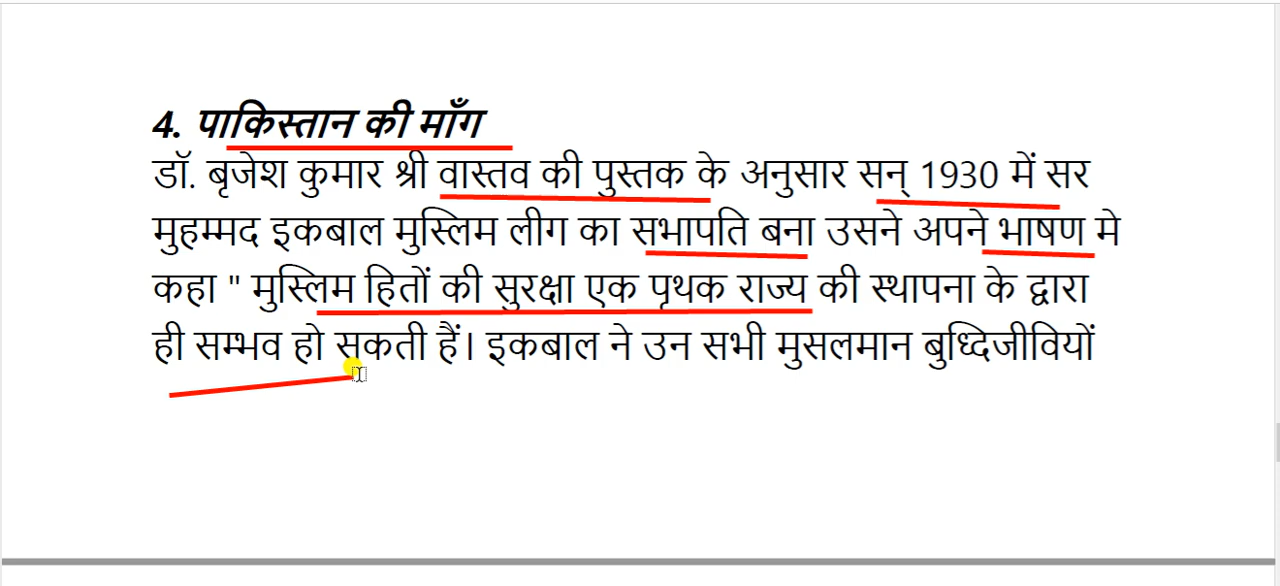 4. पाकिस्तान की माँग
डॉ. बृजेश कुमार श्री वास्तव की पुस्तक के अनुसार सन् 1930 में सर
मुहम्मद इकबाल मुस्लिम लीग का सभापति बना उसने अपने भाषण मे
कहा " मुस्लिम हितों की सुरक्षा एक पृथक राज्य की स्थापना के द्वारा
ही सम्भव हो सकती हैं। इकबाल ने उन सभी मुसलमान बुध्दिजीवियों